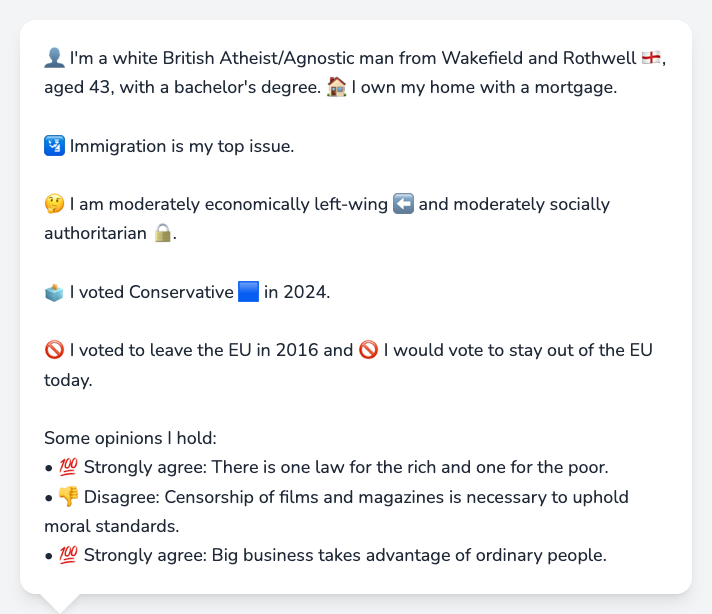 👤 I'm a white British Atheist/Agnostic man from Wakefield and Rothwell 🏴󠁧󠁢󠁥󠁮󠁧󠁿,
aged 43, with a bachelor's degree. 🏠 I own my home with a mortgage.
🛂 Immigration is my top issue.
🤔 I am moderately economically left-wing ⬅️ and moderately socially
authoritarian 🔒.
🗳️ I voted Conservative 🟦 in 2024.
🚫 I voted to leave the EU in 2016 and 🚫 I would vote to stay out of the EU
today.
Some opinions I hold:
• 💯 Strongly agree: There is one law for the rich and one for the poor.
• 👎 Disagree: Censorship of films and magazines is necessary to uphold
moral standards.
• 💯 Strongly agree: Big business takes advantage of ordinary people.